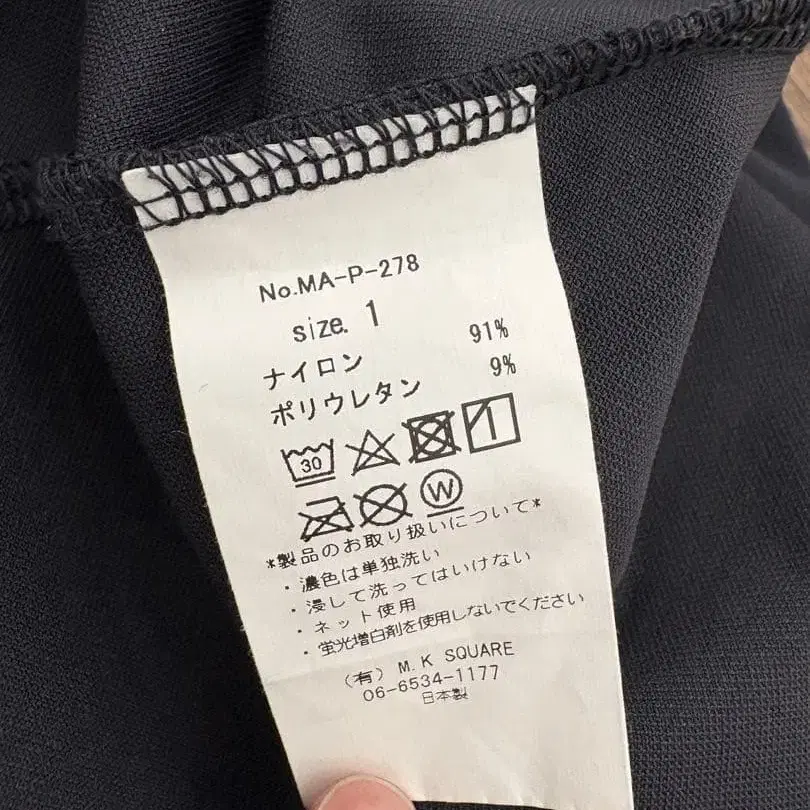 No.MA-P-278
size. 1
ナイロン 91%
ポリウレタン 9%
30
W
*製品のお取り扱いについて*
・濃色は単独洗い
・浸して洗ってはいけない
・ネット使用
・蛍光増白剤を使用しないでください
(有) M.K SQUARE
06-6534-1177
日本製